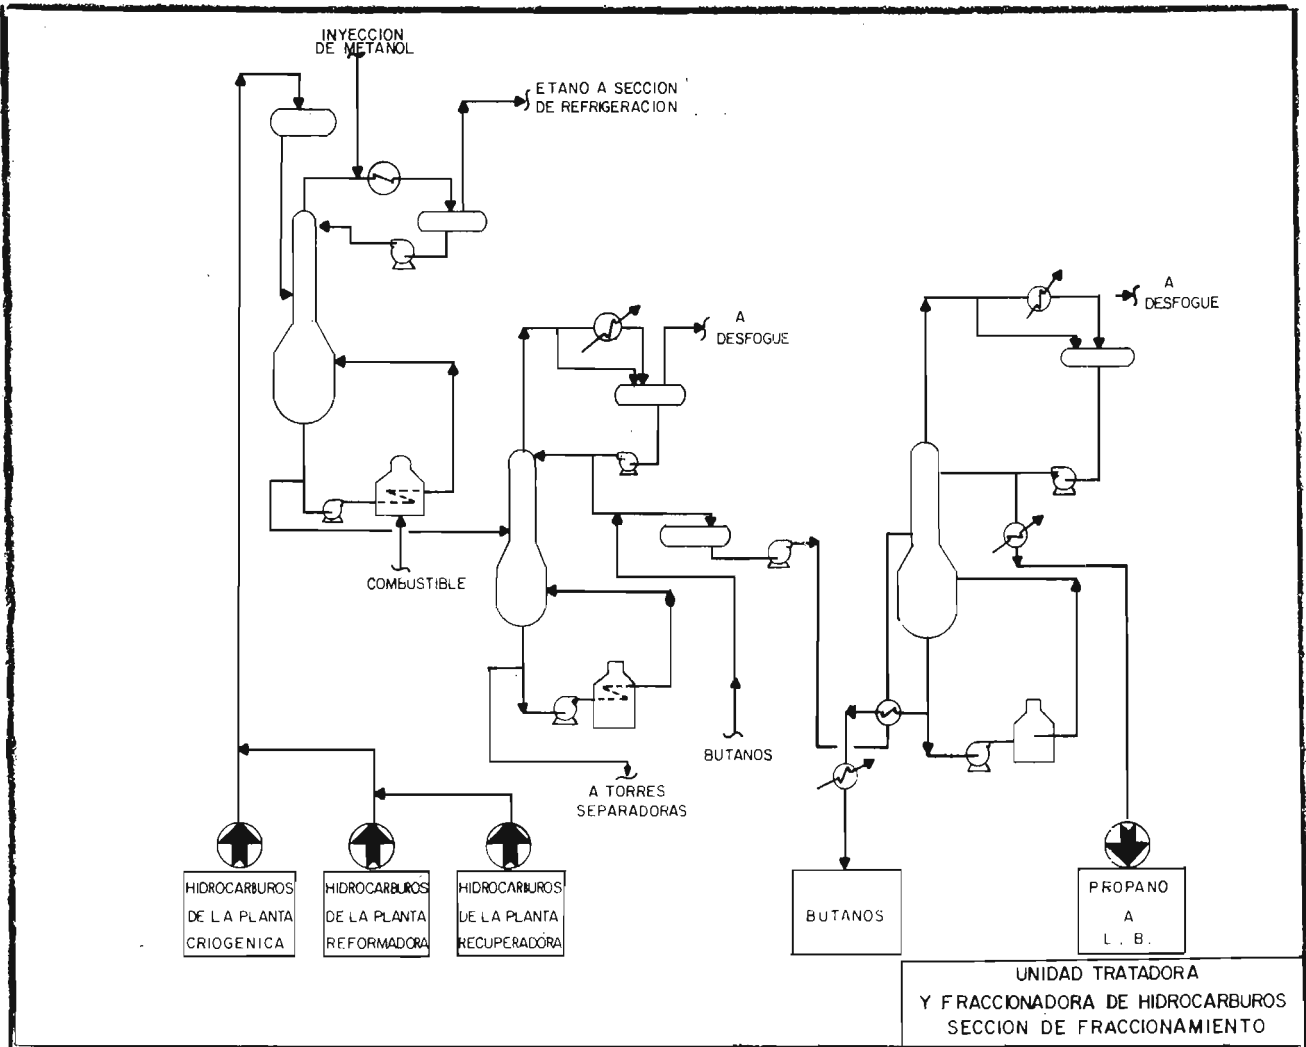 INYECCION
DE METANOL
ETANO A SECCION
DE REFRIGERACION
A
DESFOGUE
A
DESFOGUE
COMBUSTIBLE
BUTANOS
A TORRES
SEPARADORAS
HIDROCARBUROS
DE LA PLANTA
CRIOGENICA
HIDROCARBUROS
DE LA PLANTA
REFORMADORA
HIDROCARBUROS
DE LA PLANTA
RECUPERADORA
BUTANOS
PROPANO
A
L. B.
UNIDAD TRATADORA
Y FRACCIONADORA DE HIDROCARBUROS
SECCION DE FRACCIONAMIENTO